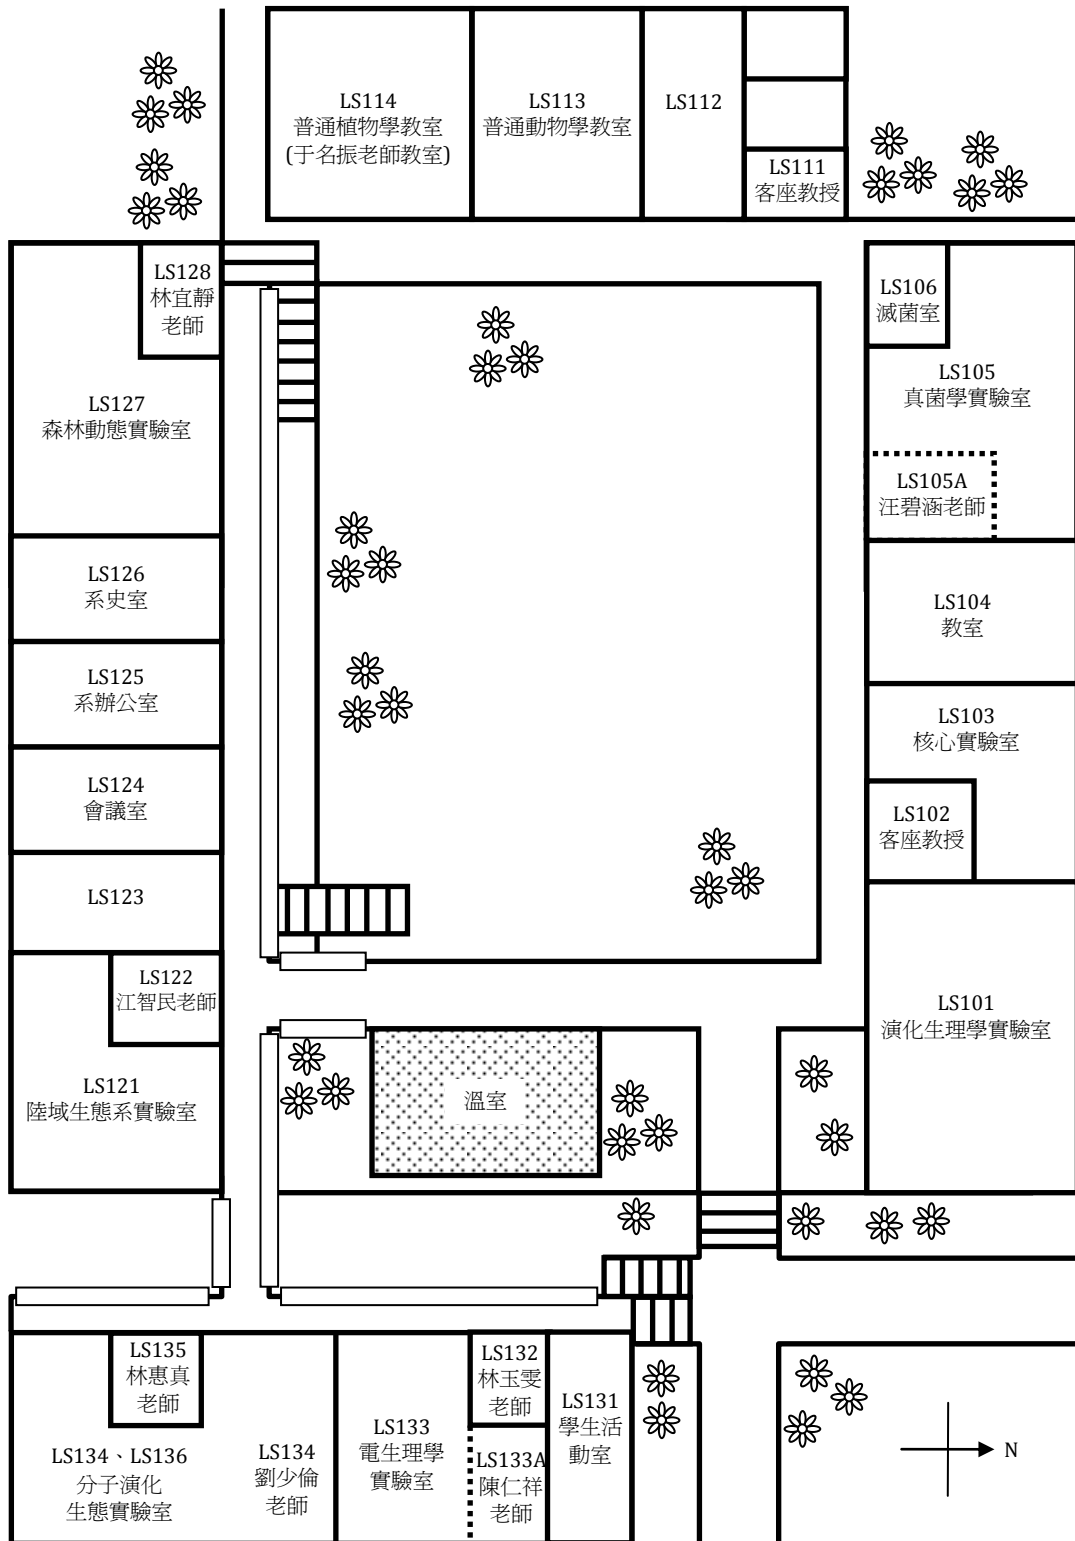 LS114
普通植物學教室
(于名振老師教室)
LS113
普通動物學教室
LS112
LS111
客座教授
LS128
林宜靜
老師
LS127
森林動態實驗室
LS126
系史室
LS125
系辦公室
LS124
會議室
LS123
LS122
江智民老師
LS121
陸域生態系實驗室
LS106
滅菌室
LS105
真菌學實驗室
LS105A
汪碧涵老師
LS104
教室
LS103
核心實驗室
LS102
客座教授
LS101
演化生理學實驗室
溫室
LS135
林惠真
老師
LS134、LS136
分子演化
生態實驗室
LS134
劉少倫
老師
LS133
電生理學
實驗室
LS132
林玉雯
老師
LS133A
陳仁祥
老師
LS131
學生活
動室
N